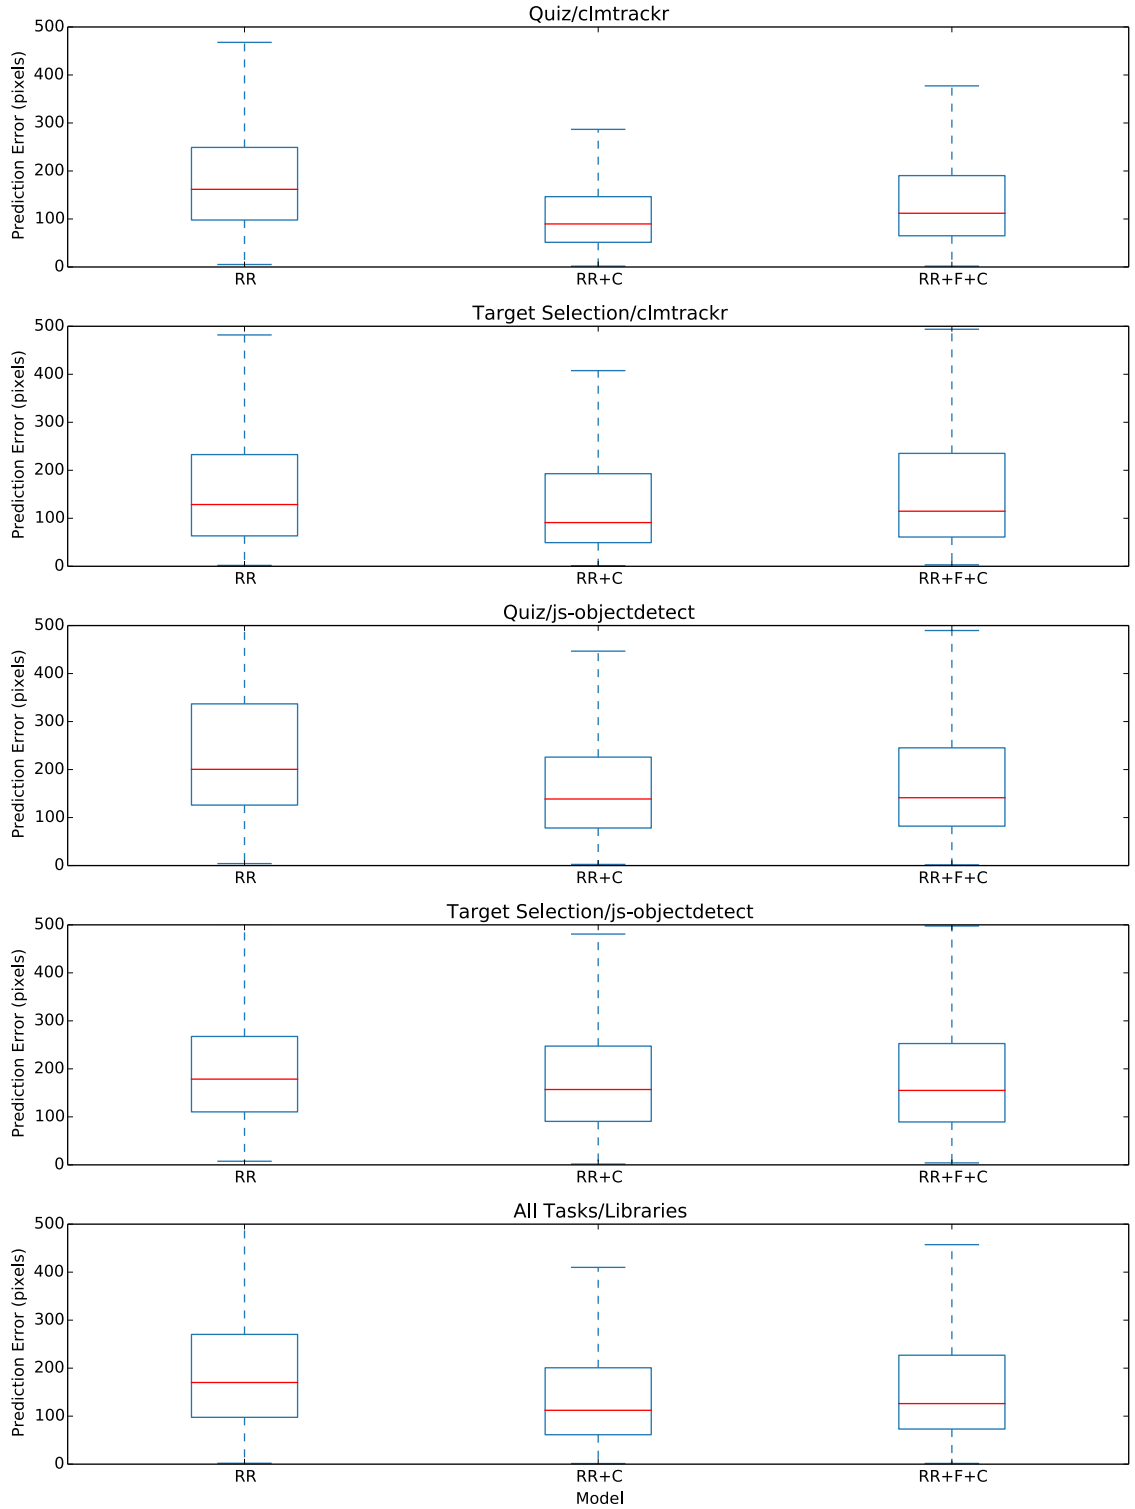 Quiz/clmtrackr
Prediction Error (pixels)
500
400
300
200
100
0
RR RR+C RR+F+C
Target Selection/clmtrackr
Prediction Error (pixels)
500
400
300
200
100
0
RR RR+C RR+F+C
Quiz/js-objectdetect
Prediction Error (pixels)
500
400
300
200
100
0
RR RR+C RR+F+C
Target Selection/js-objectdetect
Prediction Error (pixels)
500
400
300
200
100
0
RR RR+C RR+F+C
All Tasks/Libraries
Prediction Error (pixels)
500
400
300
200
100
0
RR RR+C RR+F+C
Model